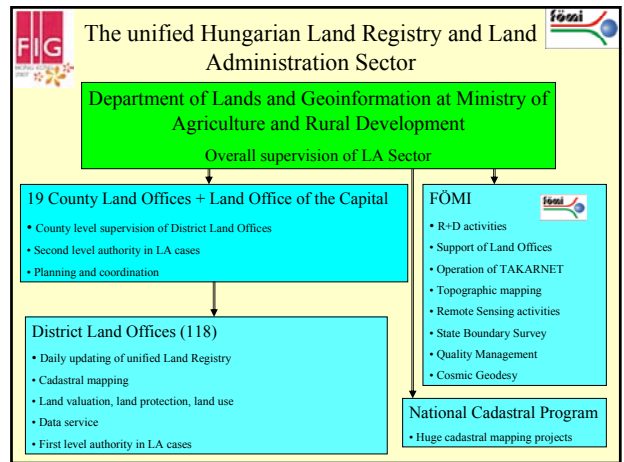 FIG
HONG KONG
2007
fömi
The unified Hungarian Land Registry and Land
Administration Sector
Department of Lands and Geoinformation at Ministry of
Agriculture and Rural Development
Overall supervision of LA Sector
19 County Land Offices + Land Office of the Capital
• County level supervision of District Land Offices
• Second level authority in LA cases
• Planning and coordination
FÖMI
fömi
• R+D activities
• Support of Land Offices
• Operation of TAKARNET
• Topographic mapping
• Remote Sensing activities
• State Boundary Survey
• Quality Management
• Cosmic Geodesy
District Land Offices (118)
• Daily updating of unified Land Registry
• Cadastral mapping
• Land valuation, land protection, land use
• Data service
• First level authority in LA cases
National Cadastral Program
• Huge cadastral mapping projects